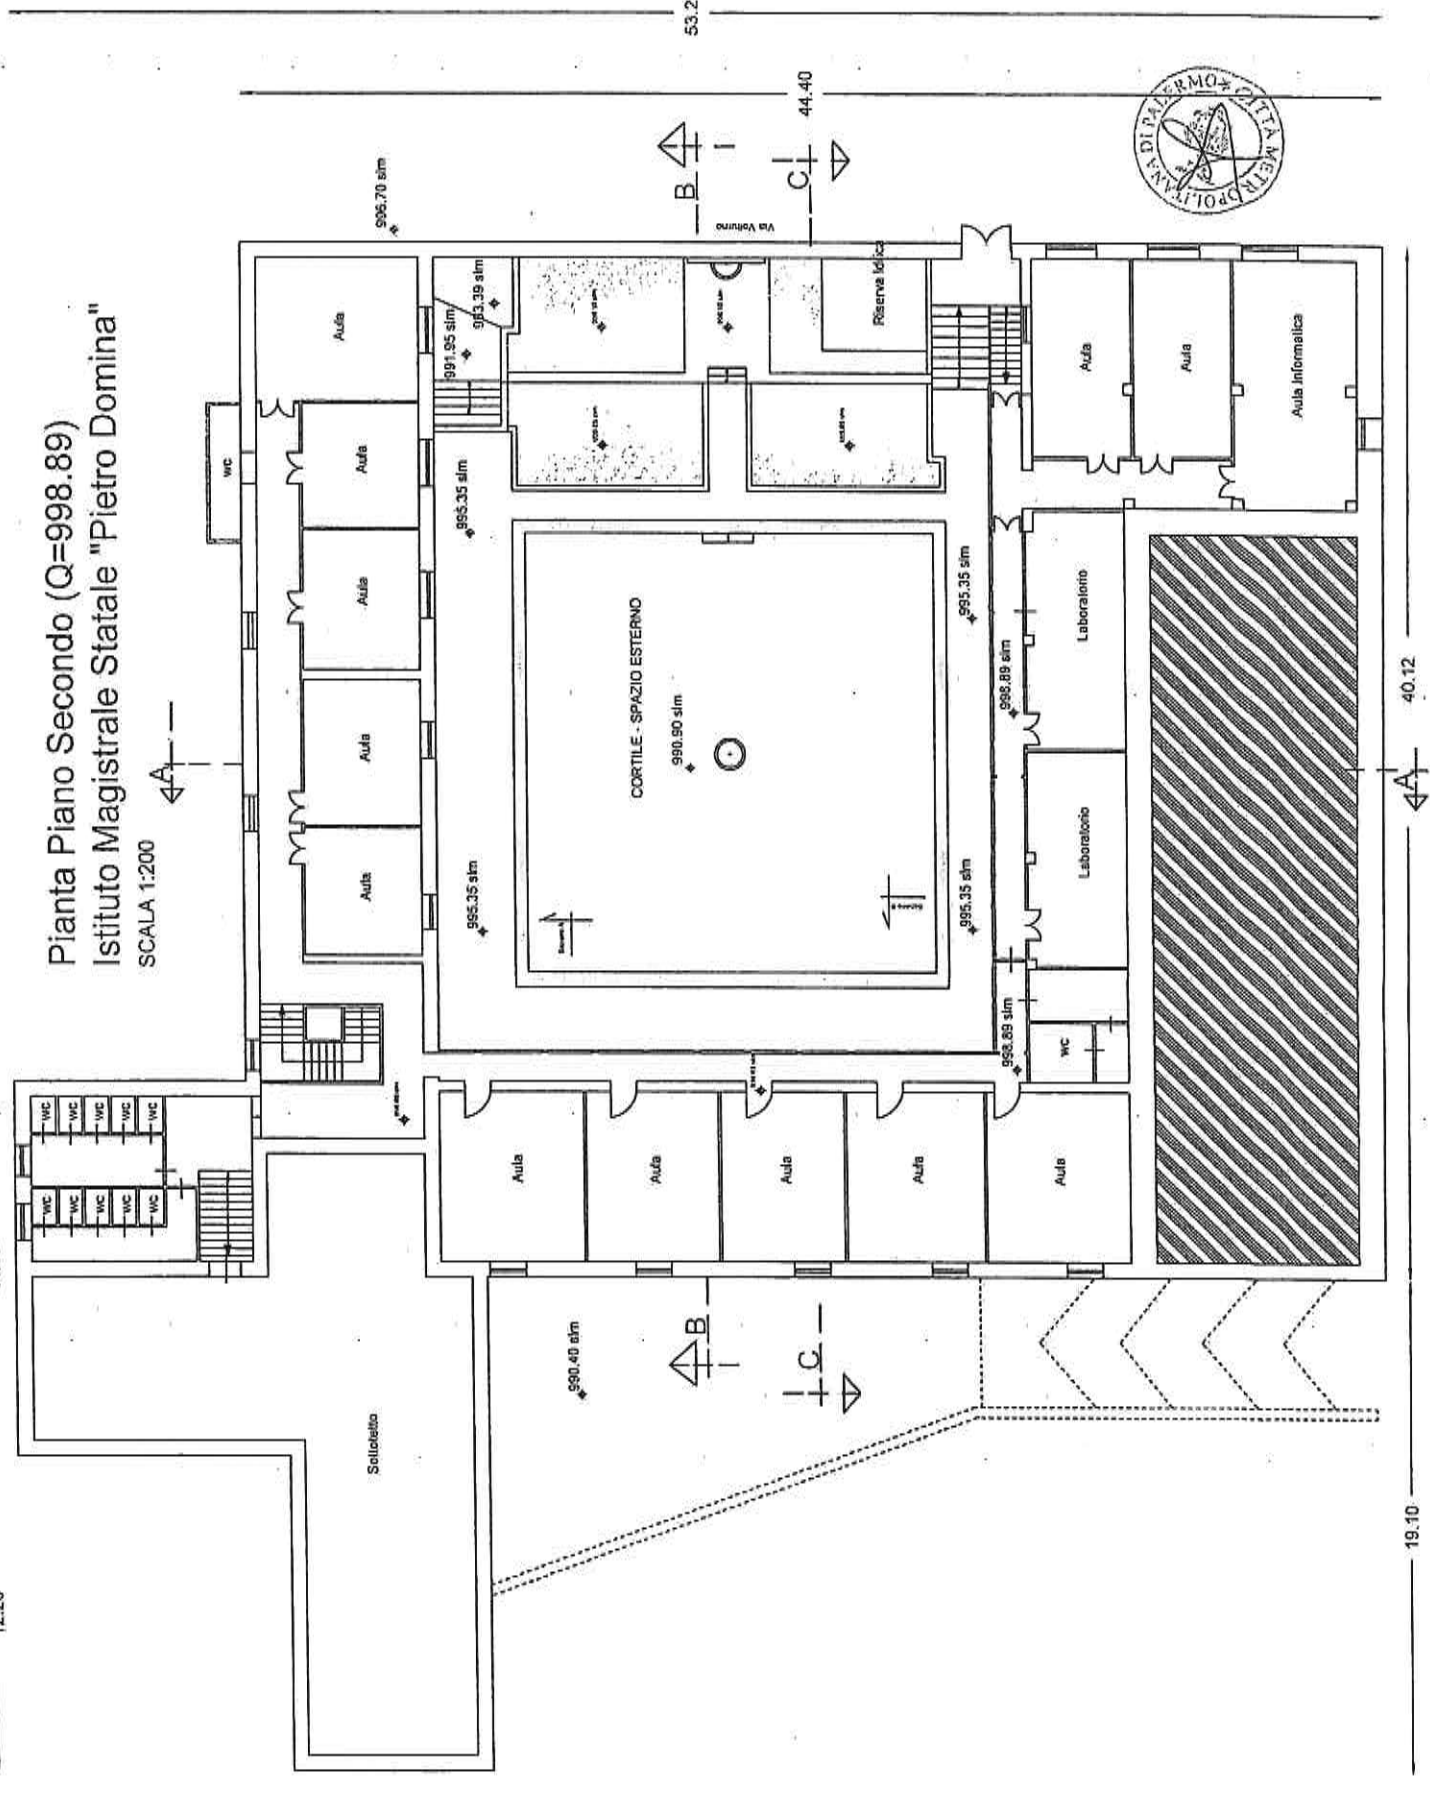 Pianta Piano Secondo (Q=998.89)
Istituto Magistrale Statale "Pietro Domina"
SCALA 1:200
A
A
B
B
C
C
53.2
44.40
40.12
19.10
CITTÀ METROPOLITANA DI PALERMO
Via Volturno
996.70 slm
993.39 slm
991.95 slm
995.35 slm
995.35 slm
995.35 slm
995.35 slm
998.89 slm
998.89 slm
990.90 slm
990.40 slm
CORTILE - SPAZIO ESTERNO
Riserva Idrica
Aula
Aula
Aula
Aula
Aula
Aula
Aula
Aula
Aula
Aula
Aula
Aula
Aula Informatica
Laboratorio
Laboratorio
Sottotetto
WC
WC
WC
WC
WC
WC
WC
WC
WC
WC
WC
WC